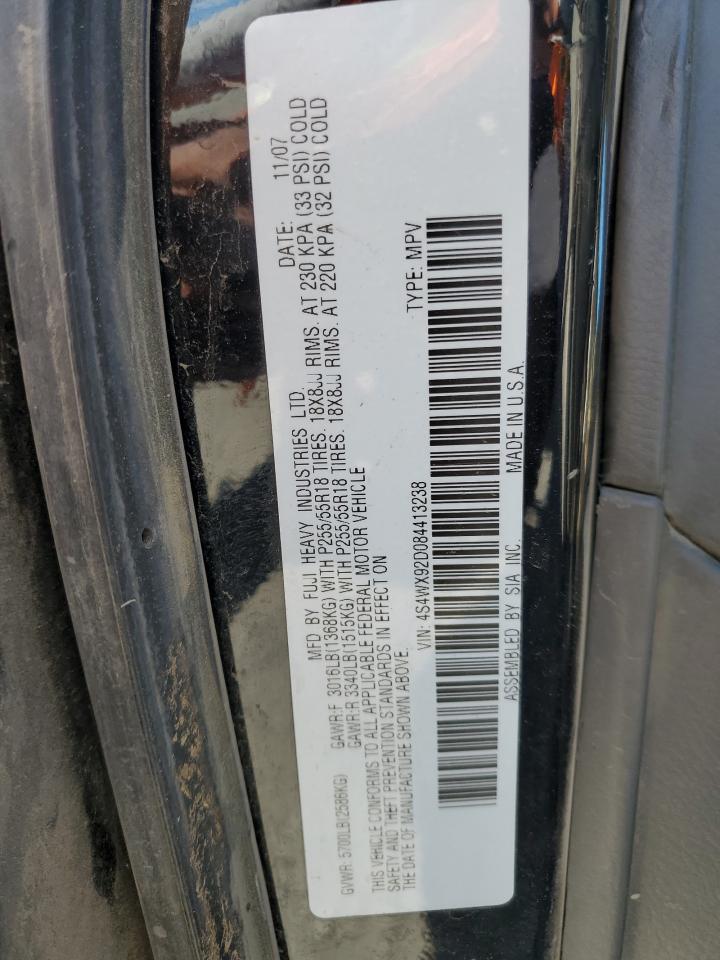 MFD BY FUJI HEAVY INDUSTRIES LTD. DATE: 11/07
GVWR: 5700LB(2586KG) GAWR:F 3016LB(1368KG) WITH P255/55R18 TIRES. 18X8JJ RIMS. AT 230 KPA (33 PSI) COLD
GAWR:R 3340LB(1515KG) WITH P255/55R18 TIRES. 18X8JJ RIMS. AT 220 KPA (32 PSI) COLD
THIS VEHICLE CONFORMS TO ALL APPLICABLE FEDERAL MOTOR VEHICLE
SAFETY AND THEFT PREVENTION STANDARDS IN EFFECT ON
THE DATE OF MANUFACTURE SHOWN ABOVE.
VIN: 4S4WX92D084413238 TYPE: MPV
ASSEMBLED BY SIA INC. MADE IN U.S.A.